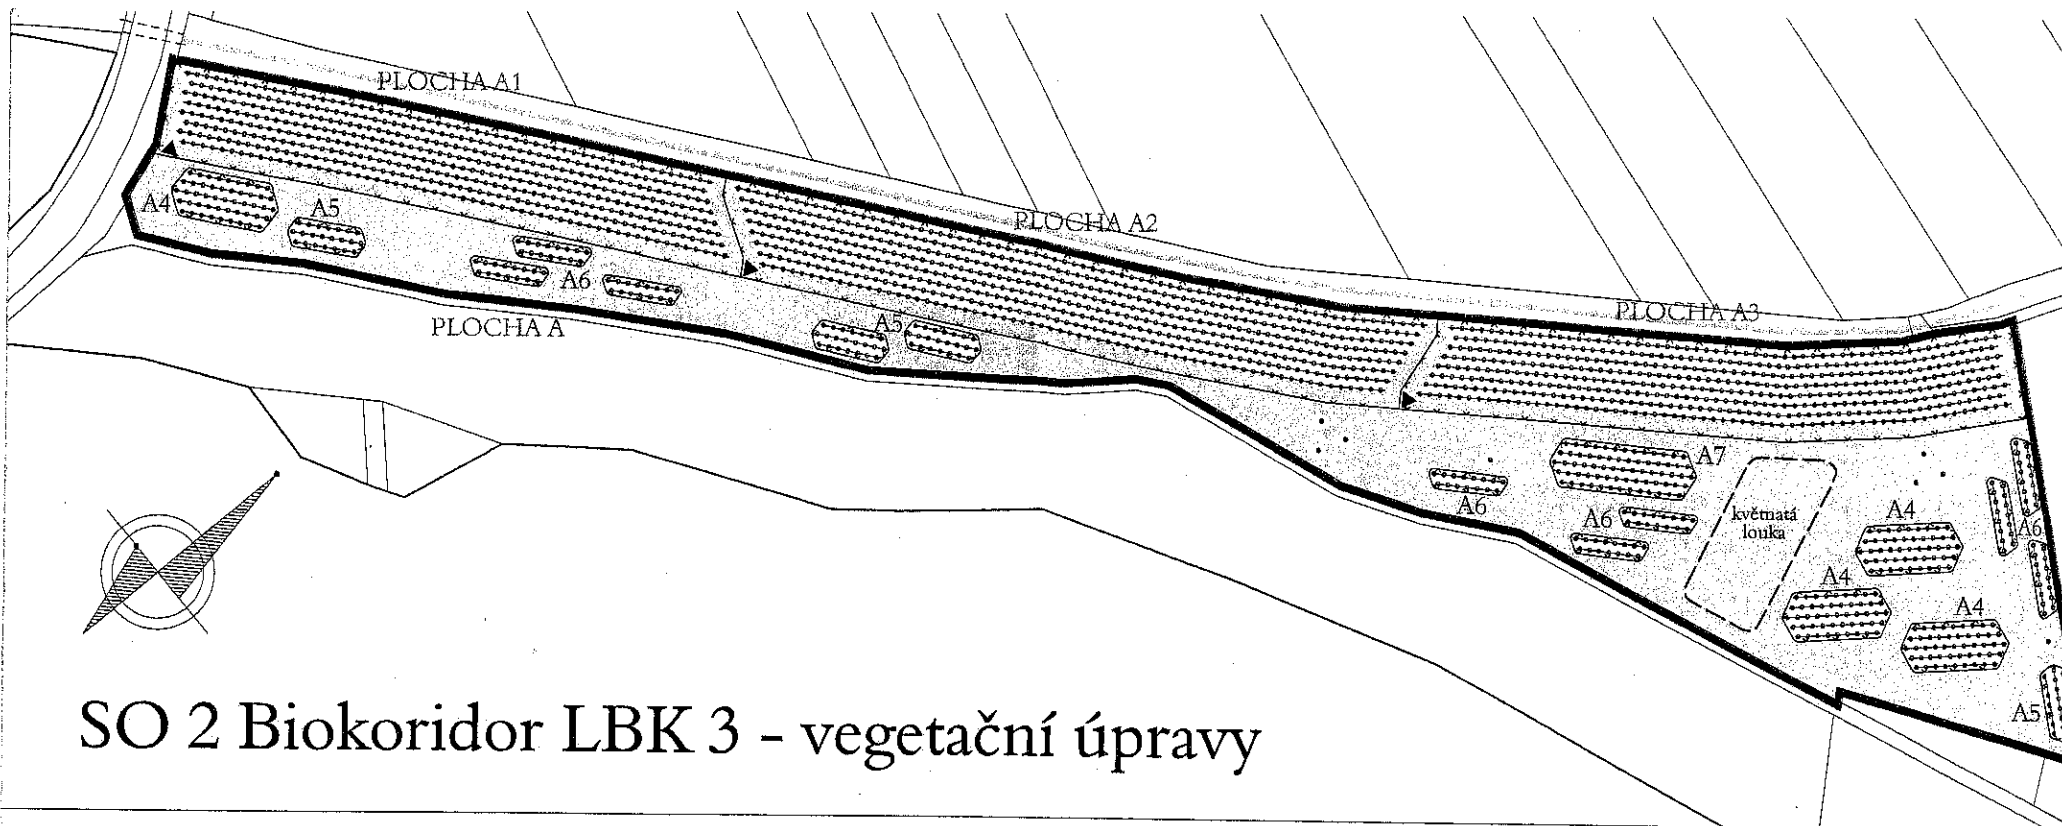 PLOCHA A1
PLOCHA A2
PLOCHA A3
A4
A5
A6
PLOCHA A
A5
A7
A6
A6
květnatá
louka
A4
A6
A4
A4
A5
SO 2 Biokoridor LBK 3 - vegetační úpravy